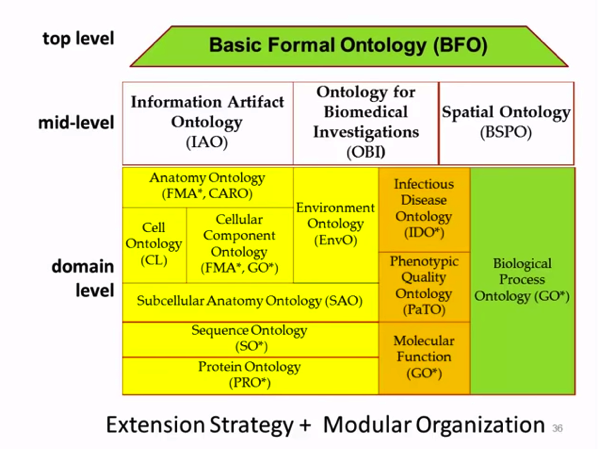 top level
Basic Formal Ontology (BFO)
mid-level
Information Artifact
Ontology
(IAO)
Ontology for
Biomedical
Investigations
(OBI)
Spatial Ontology
(BSPO)
domain
level
Anatomy Ontology
(FMA*, CARO)
Cell
Ontology
(CL)
Cellular
Component
Ontology
(FMA*, GO*)
Environment
Ontology
(EnvO)
Subcellular Anatomy Ontology (SAO)
Sequence Ontology
(SO*)
Protein Ontology
(PRO*)
Infectious
Disease
Ontology
(IDO*)
Phenotypic
Quality
Ontology
(PaTO)
Molecular
Function
(GO*)
Biological
Process
Ontology (GO*)
Extension Strategy + Modular Organization
36